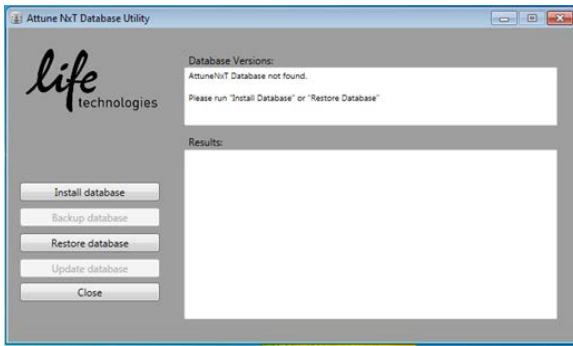 Attune NxT Database Utility
life
technologies
Database Versions:
AttuneNxT Database not found.
Please run "Install Database" or "Restore Database"
Results:
Install database
Backup database
Restore database
Update database
Close